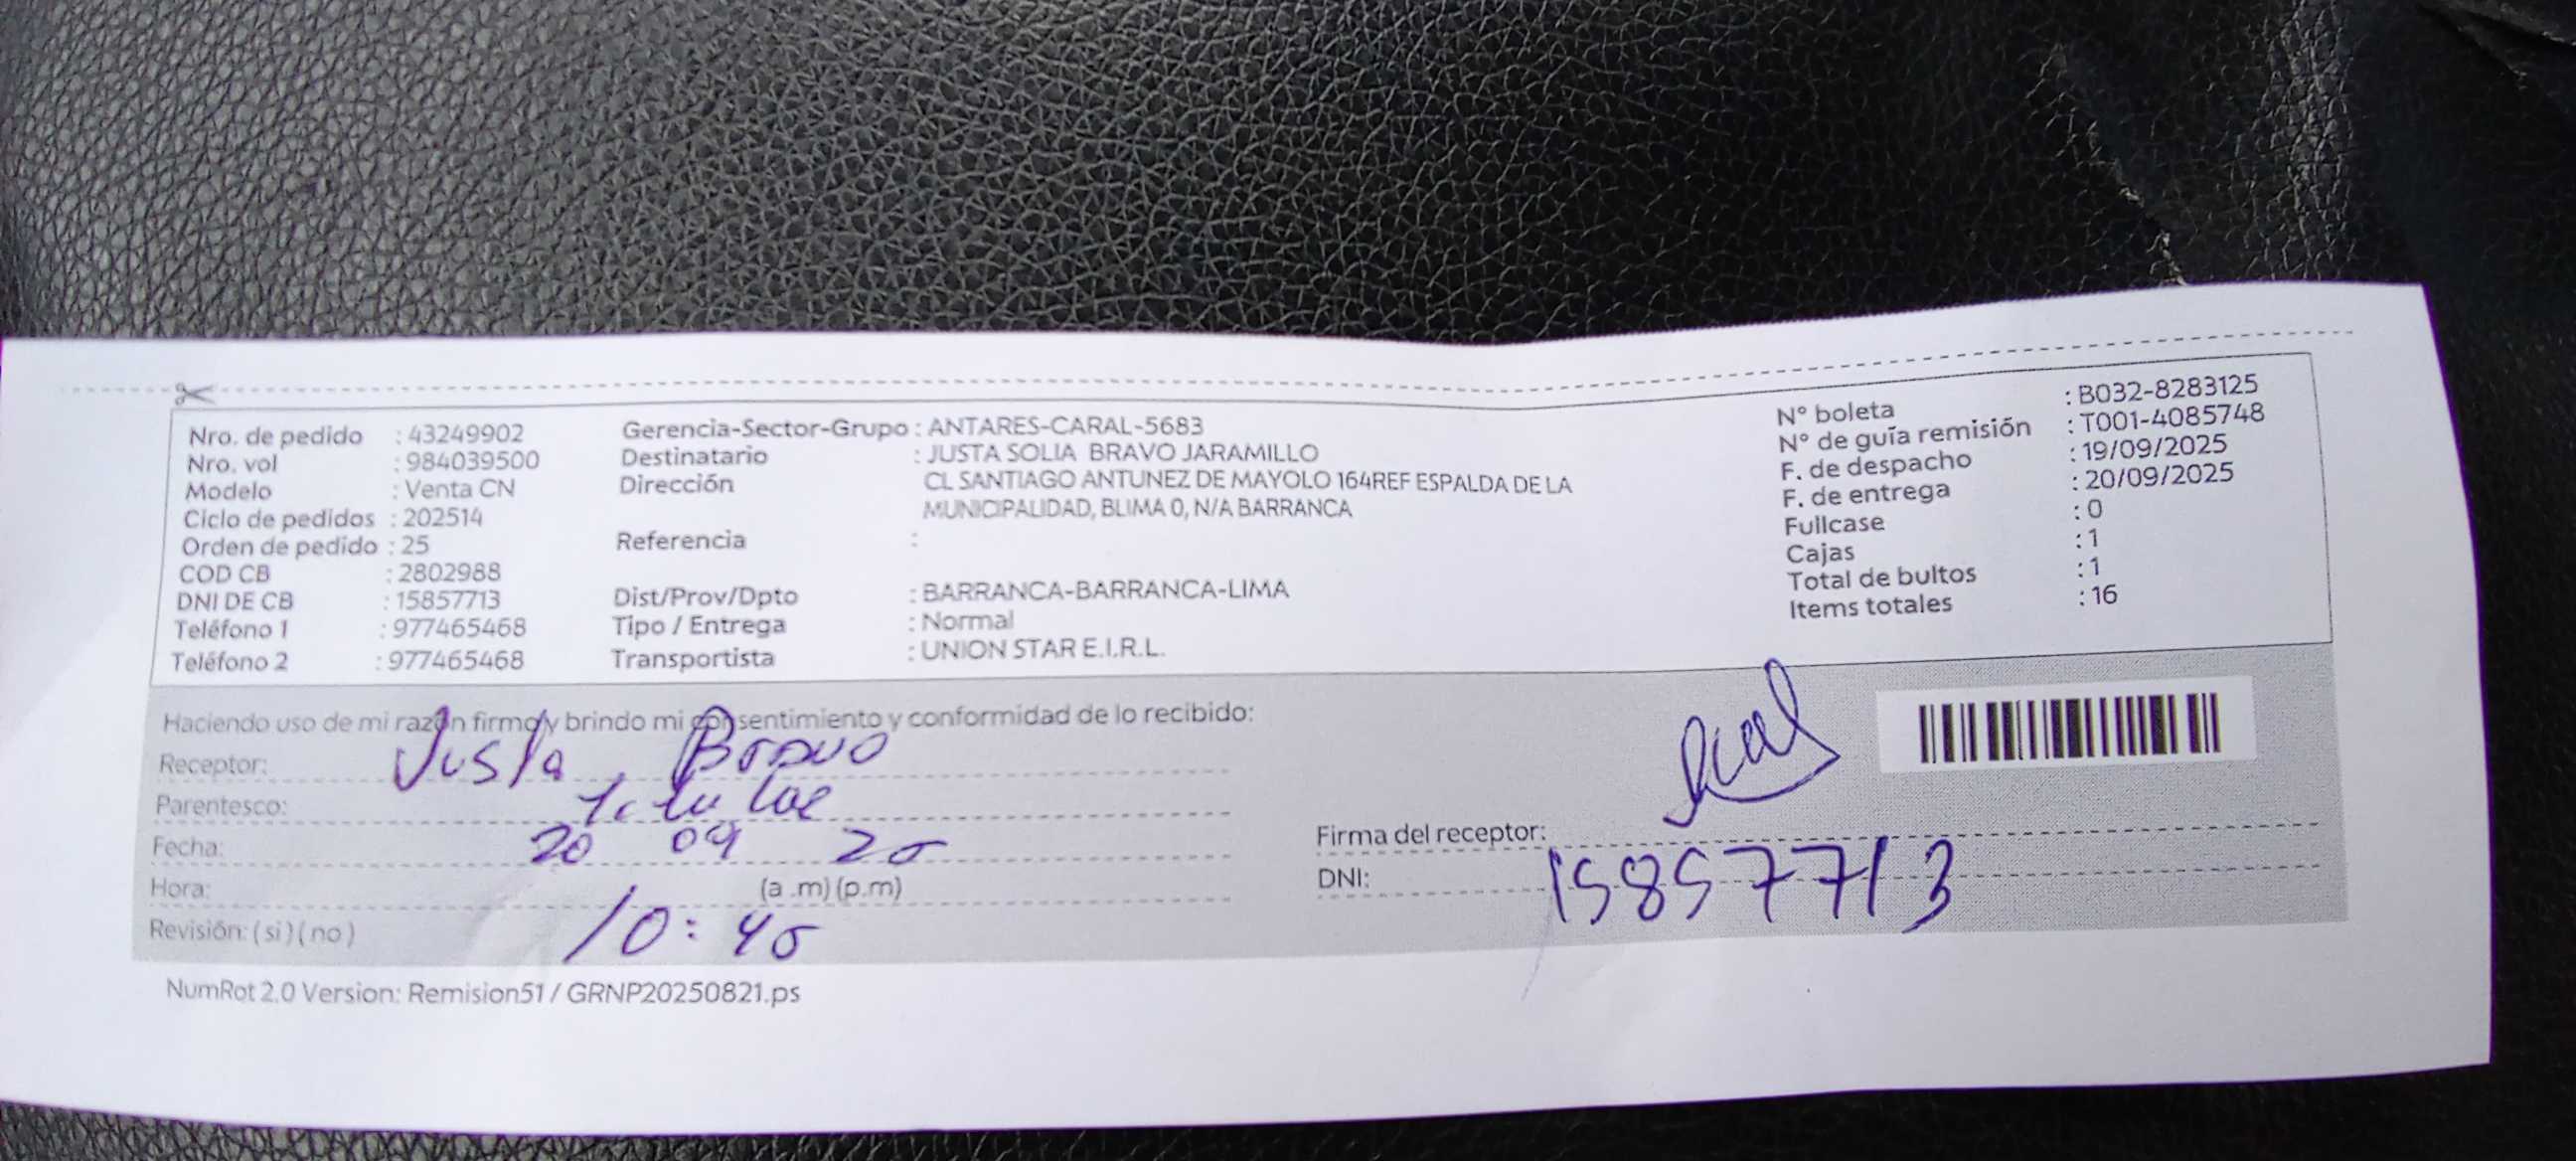 Nro. de pedido : 43249902
Nro. vol : 984039500
Modelo : Venta CN
Ciclo de pedidos : 202514
Orden de pedido : 25
COD CB : 2802988
DNI DE CB : 15857713
Teléfono 1 : 977465468
Teléfono 2 : 977465468
Gerencia-Sector-Grupo : ANTARES-CARAL-5683
Destinatario : JUSTA SOLIA BRAVO JARAMILLO
Dirección CL SANTIAGO ANTUNEZ DE MAYOLO 164REF ESPALDA DE LA
MUNICIPALIDAD, BLIMA 0, N/A BARRANCA
Referencia :
Dist/Prov/Dpto : BARRANCA-BARRANCA-LIMA
Tipo / Entrega : Normal
Transportista : UNION STAR E.I.R.L.
N° boleta : B032-8283125
N° de guía remisión : T001-4085748
F. de despacho : 19/09/2025
F. de entrega : 20/09/2025
Fullcase : 0
Cajas : 1
Total de bultos : 1
Items totales : 16
Haciendo uso de mi razón firmo y brindo mi consentimiento y conformidad de lo recibido:
Receptor: Justa Bravo
Parentesco: Titular
Fecha: 20 09 25
Hora: (a .m) (p.m)
10:45
Revisión: ( si ) ( no )
Firma del receptor:
DNI: 15857713
NumRot 2.0 Version: Remision51 / GRNP20250821.ps